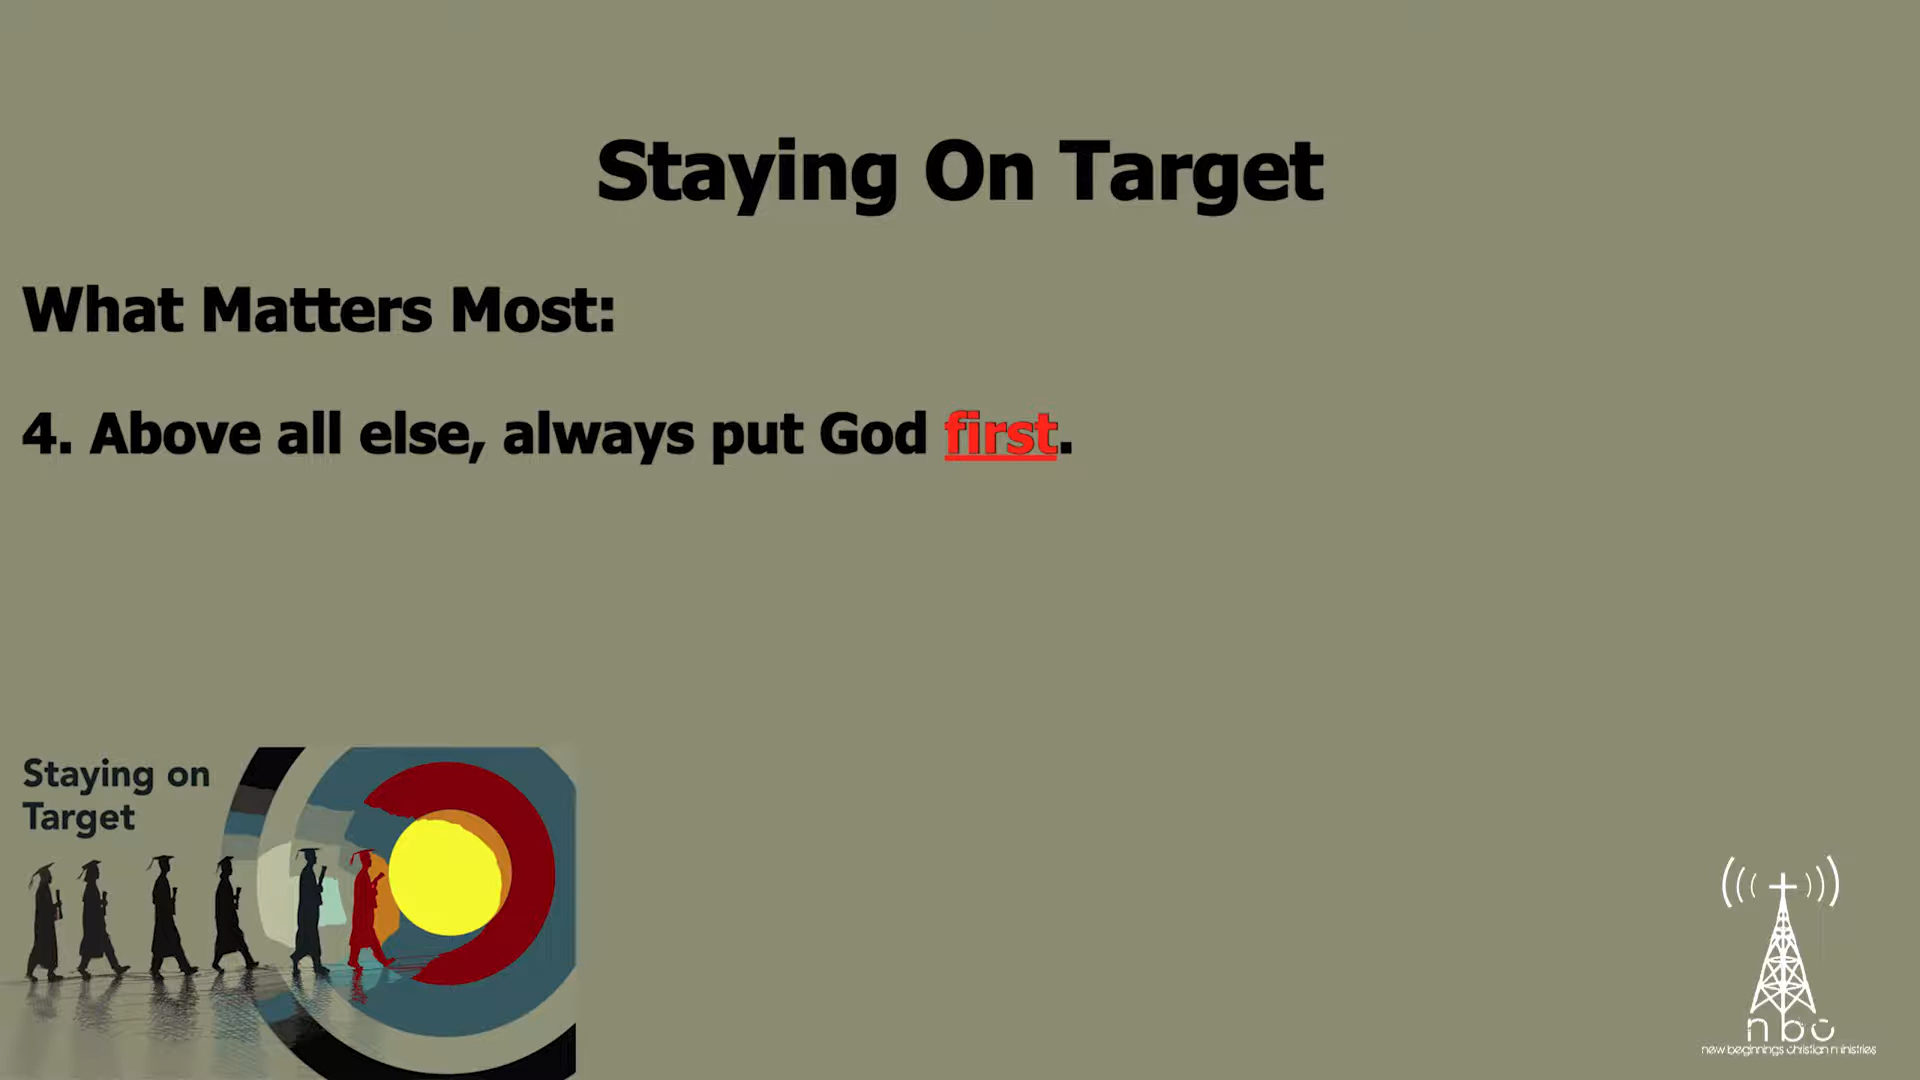 Staying On Target
What Matters Most:
4. Above all else, always put God first.
Staying on
Target
nbc
new beginnings christian ministries